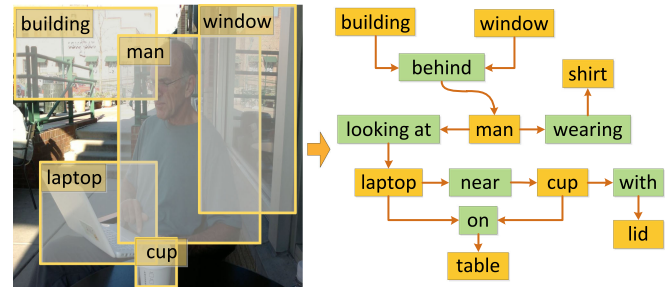 building
window
man
laptop
cup
building
window
behind
shirt
looking at
man
wearing
laptop
near
cup
with
on
lid
table